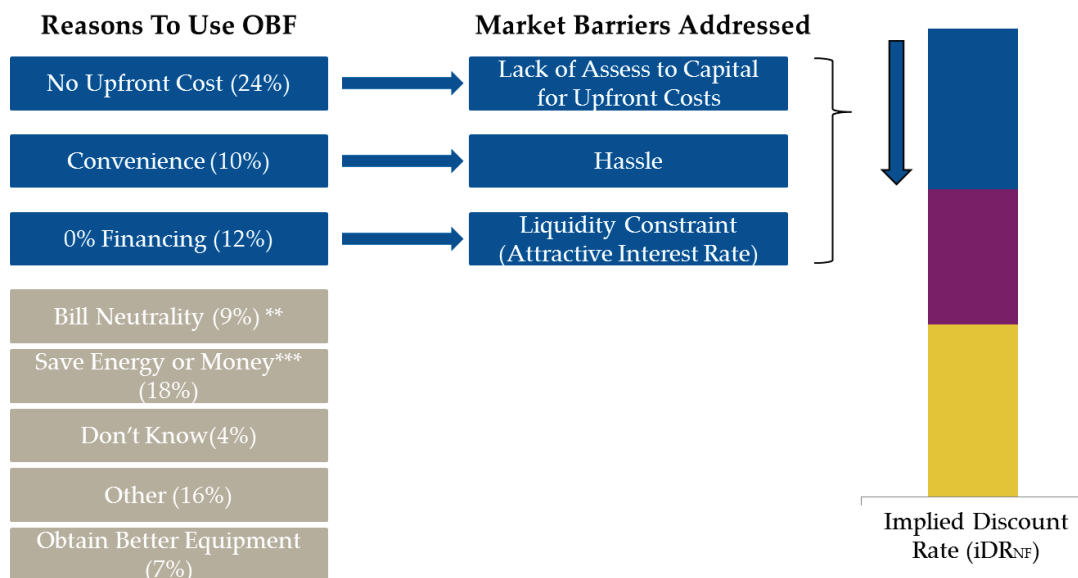 Reasons To Use OBF
Market Barriers Addressed
No Upfront Cost (24%)
Lack of Assess to Capital
for Upfront Costs
Convenience (10%)
Hassle
0% Financing (12%)
Liquidity Constraint
(Attractive Interest Rate)
Bill Neutrality (9%) **
Save Energy or Money***
(18%)
Don't Know(4%)
Other (16%)
Obtain Better Equipment
(7%)
Implied Discount
Rate (iDRNF)